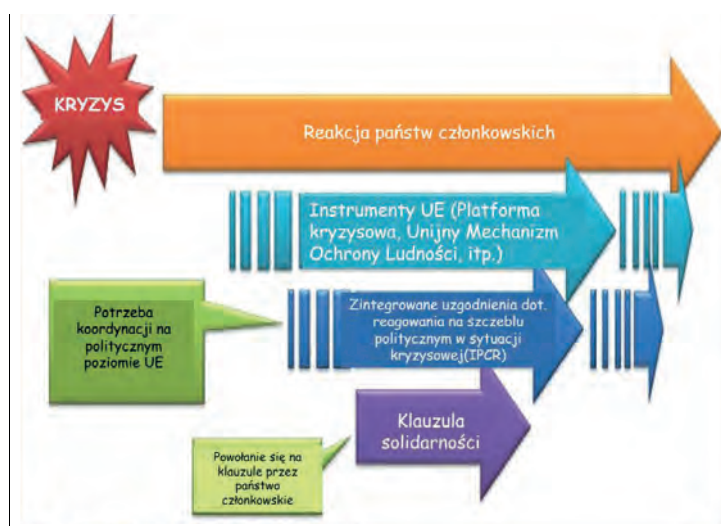 KRYZYS
Reakcja państw członkowskich
Instrumenty UE (Platforma
kryzysowa, Unijny Mechanizm
Ochrony Ludności, itp.)
Potrzeba
koordynacji na
politycznym
poziomie UE
Zintegrowane uzgodnienia dot.
reagowania na szczeblu
politycznym w sytuacji
kryzysowej(IPCR)
Klauzula
solidarności
Powołanie się na
klauzule przez
państwo
członkowskie